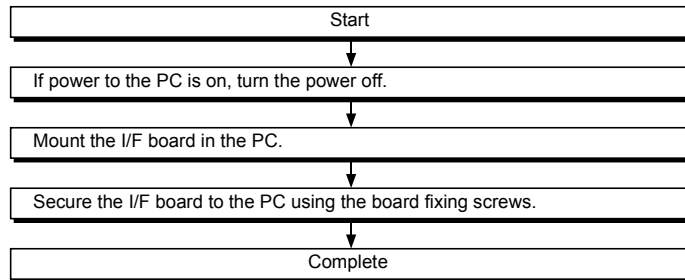 Start
If power to the PC is on, turn the power off.
Mount the I/F board in the PC.
Secure the I/F board to the PC using the board fixing screws.
Complete